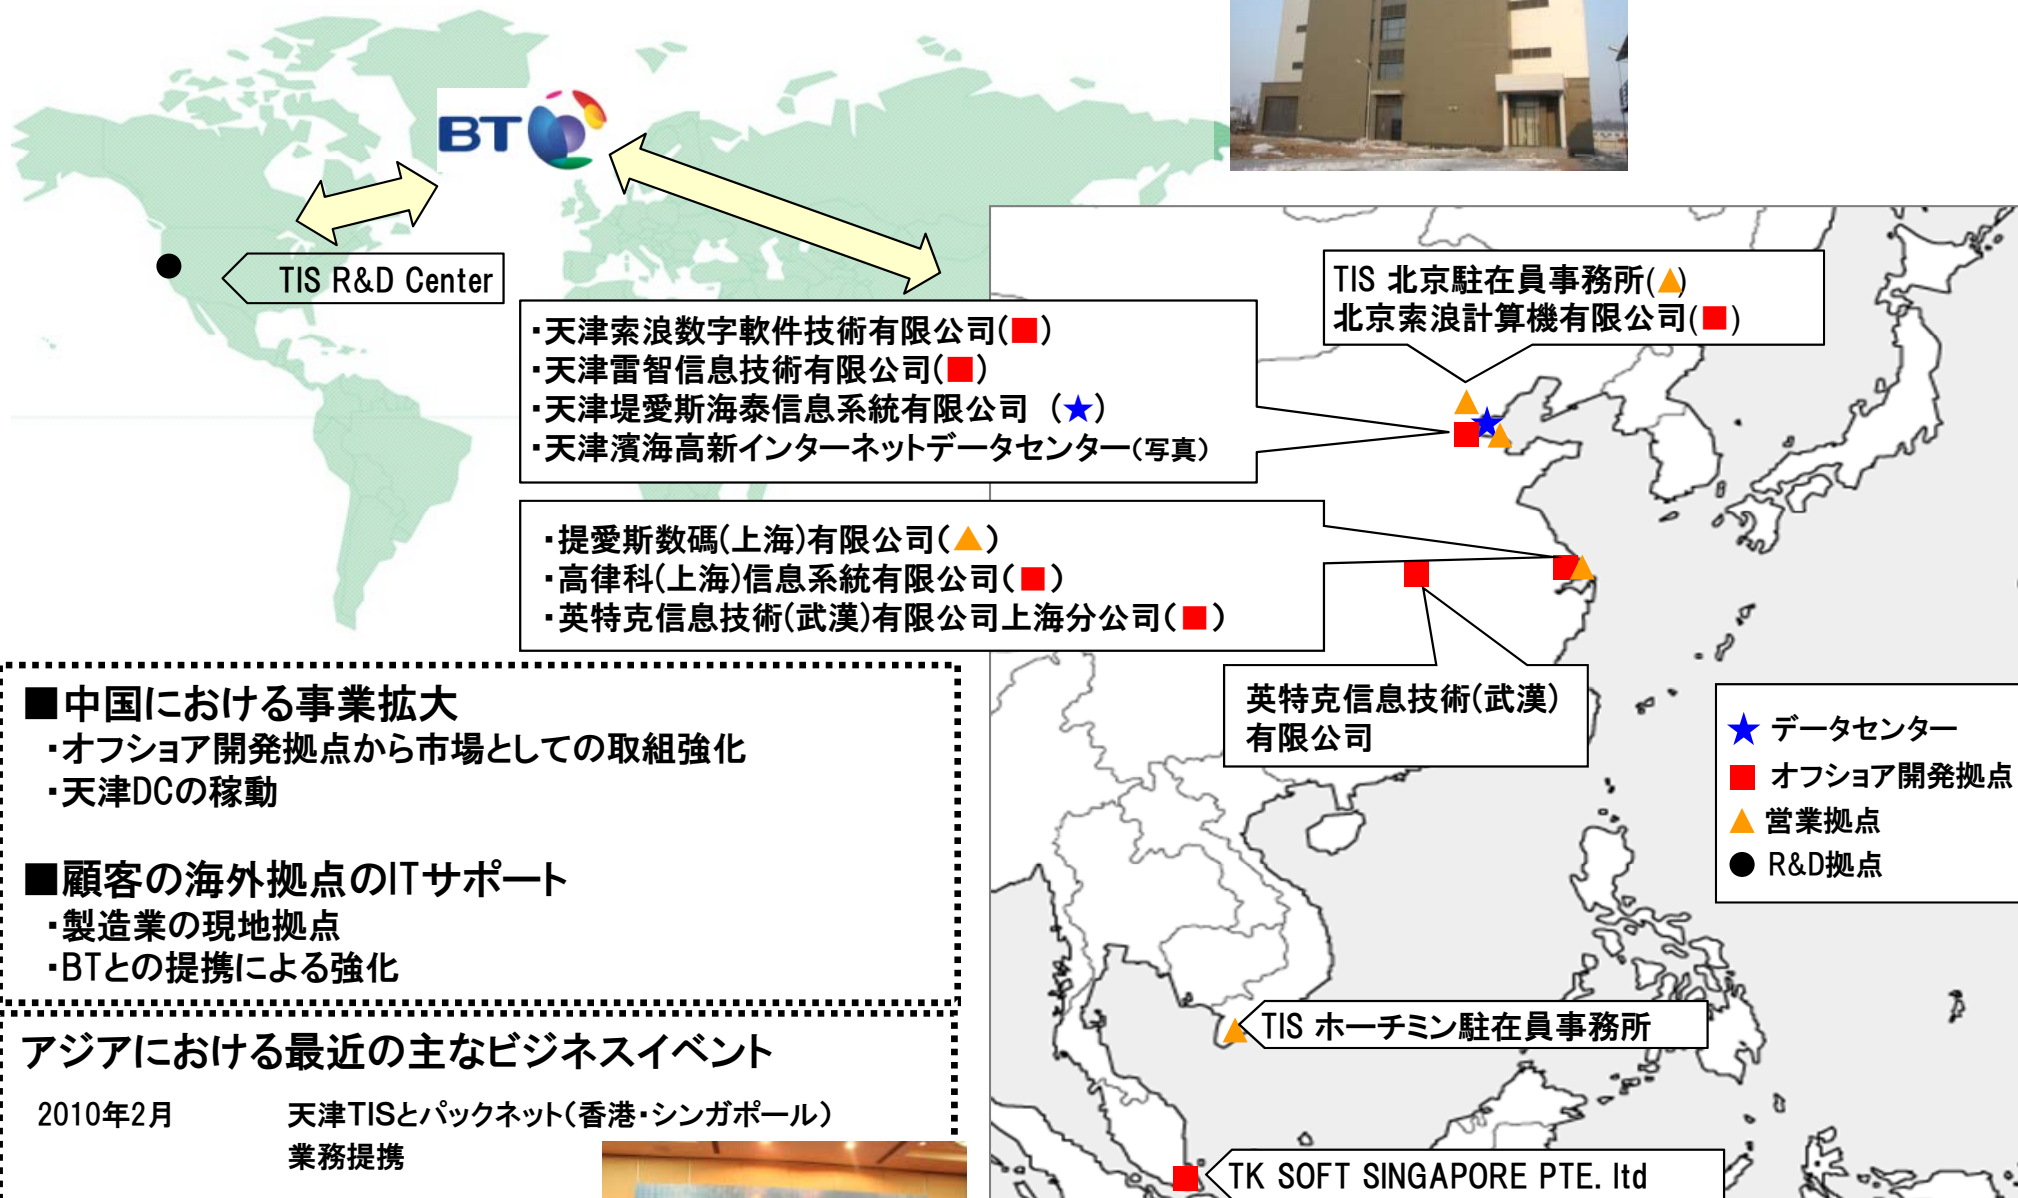 BT
TIS R&D Center
TIS 北京駐在員事務所(▲)
北京索浪計算機有限公司(■)
・天津索浪数字軟件技術有限公司(■)
・天津雷智信息技術有限公司(■)
・天津堤愛斯海泰信息系統有限公司 (★)
・天津濱海高新インターネットデータセンター(写真)
・提愛斯数碼(上海)有限公司(▲)
・高律科(上海)信息系統有限公司(■)
・英特克信息技術(武漢)有限公司上海分公司(■)
英特克信息技術(武漢)
有限公司
★ データセンター
■ オフショア開発拠点
▲ 営業拠点
● R&D拠点
■中国における事業拡大
・オフショア開発拠点から市場としての取組強化
・天津DCの稼動
■顧客の海外拠点のITサポート
・製造業の現地拠点
・BTとの提携による強化
TIS ホーチミン駐在員事務所
アジアにおける最近の主なビジネスイベント
2010年2月 天津TISとパックネット(香港・シンガポール)
業務提携
TK SOFT SINGAPORE PTE. ltd